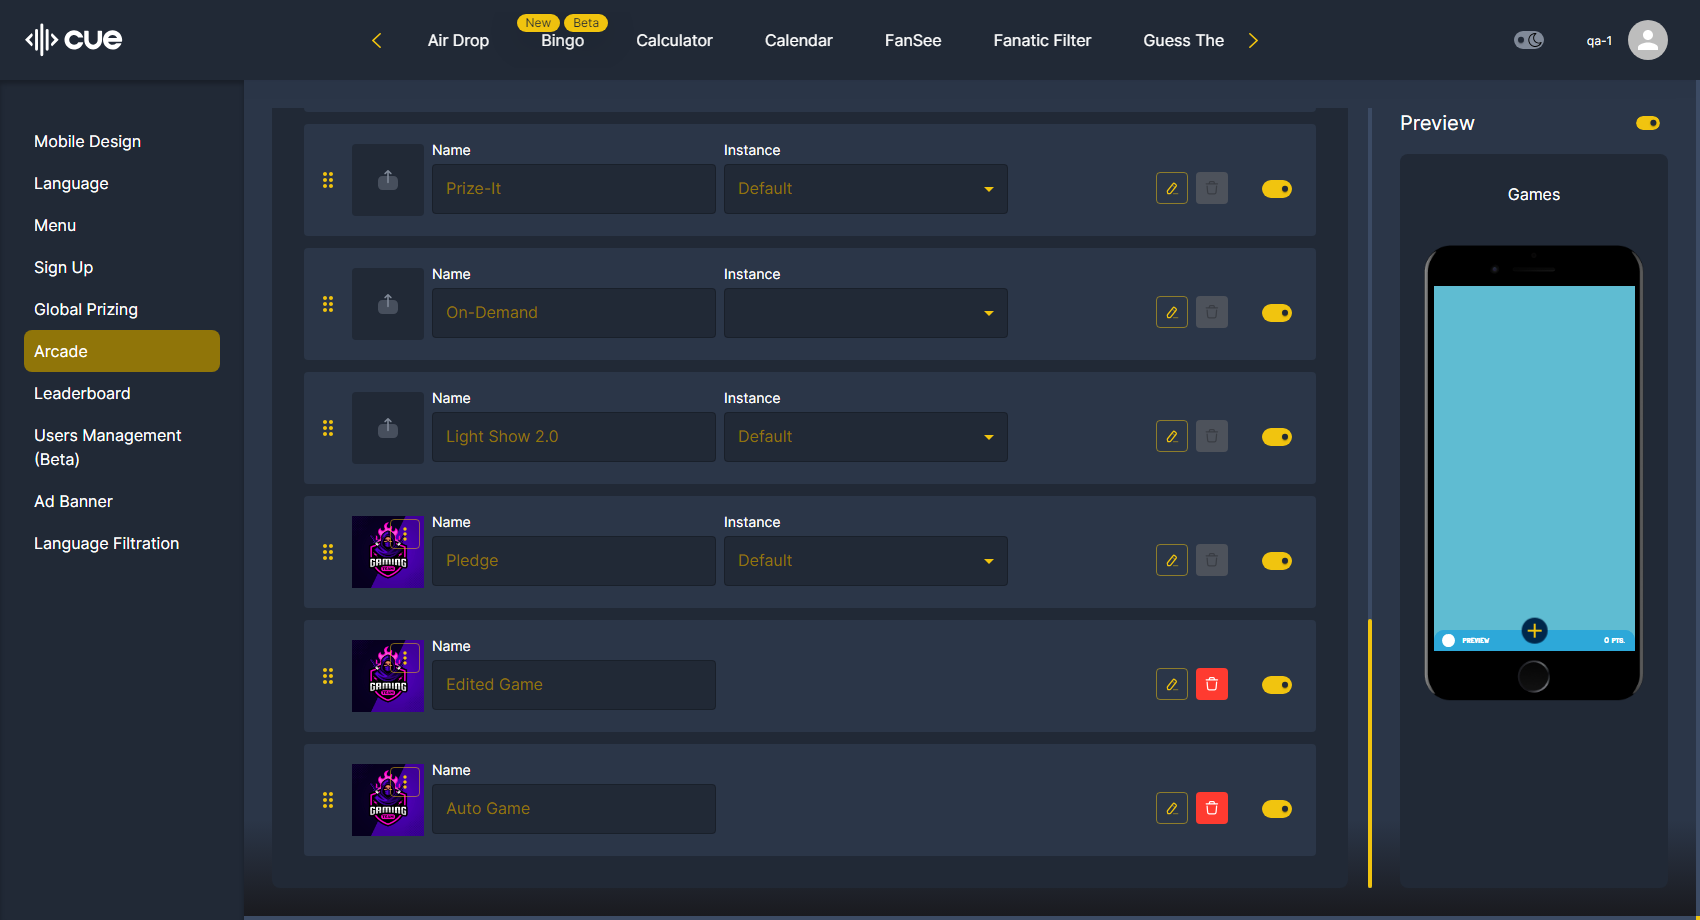 cue
New
Beta
Air Drop
Bingo
Calculator
Calendar
FanSee
Fanatic Filter
Guess The
qa-1
Mobile Design
Language
Menu
Sign Up
Global Prizing
Arcade
Leaderboard
Users Management
(Beta)
Ad Banner
Language Filtration
Name
Instance
Prize-It
Default
Name
Instance
On-Demand
Name
Instance
Light Show 2.0
Default
Name
Instance
GAMING
Pledge
Default
Name
GAMING
Edited Game
Name
GAMING
Auto Game
Preview
Games
PREVIEW
0 PTS.